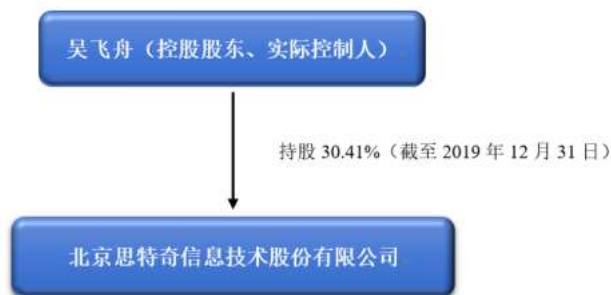 吴飞舟（控股股东、实际控制人）
持股 30.41%（截至 2019 年 12 月 31 日）
北京思特奇信息技术股份有限公司